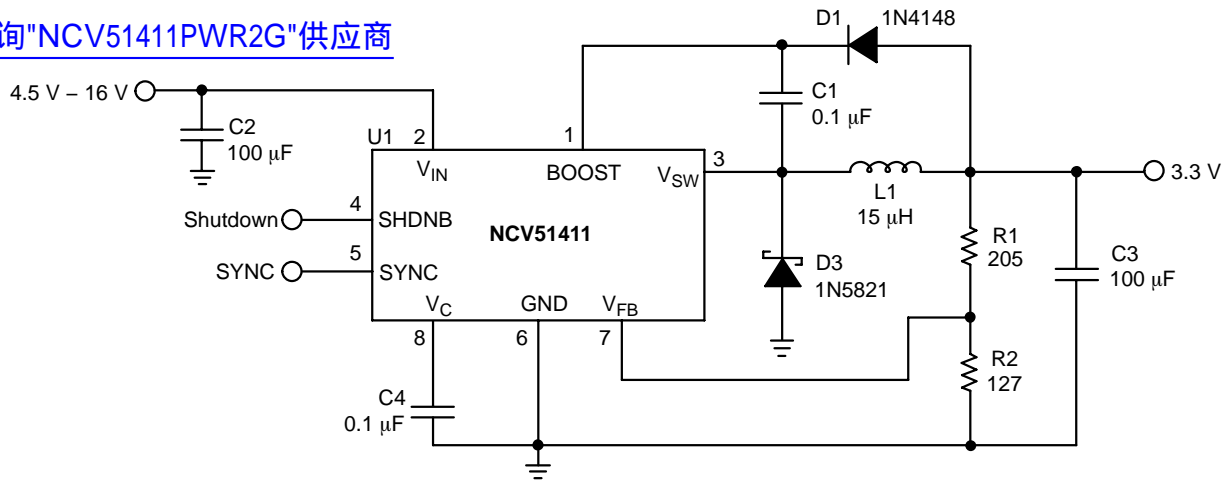 询"NCV51411PWR2G"供应商
D1
1N4148
4.5 V – 16 V
C2
100 μF
C1
0.1 μF
U1
2
1
VIN
BOOST
VSW
3
3.3 V
L1
15 μH
Shutdown
4
SHDNB
NCV51411
R1
205
C3
100 μF
SYNC
5
SYNC
D3
1N5821
VC
GND
VFB
8
6
7
R2
127
C4
0.1 μF